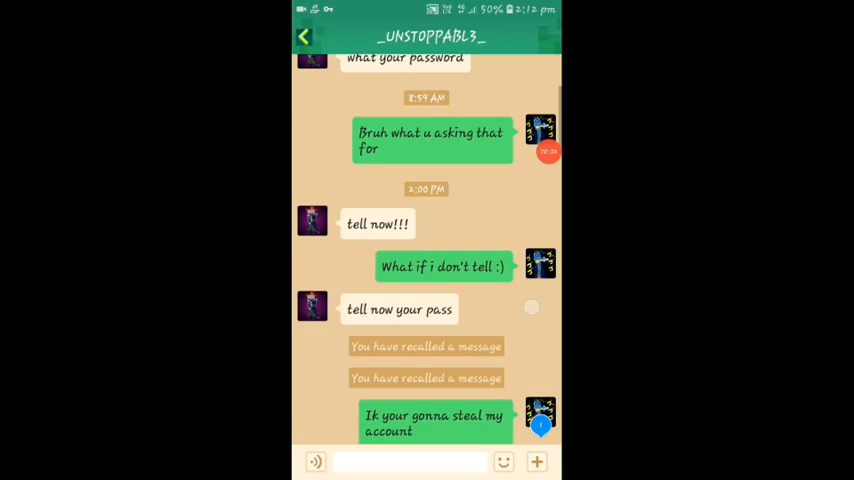 50% 2:12 pm
_UNSTOPPABL3_
what your password
8:59 AM
Bruh what u asking that
for
2:00 PM
tell now!!!
What if i don't tell :)
tell now your pass
You have recalled a message
You have recalled a message
Ik your gonna steal my
account